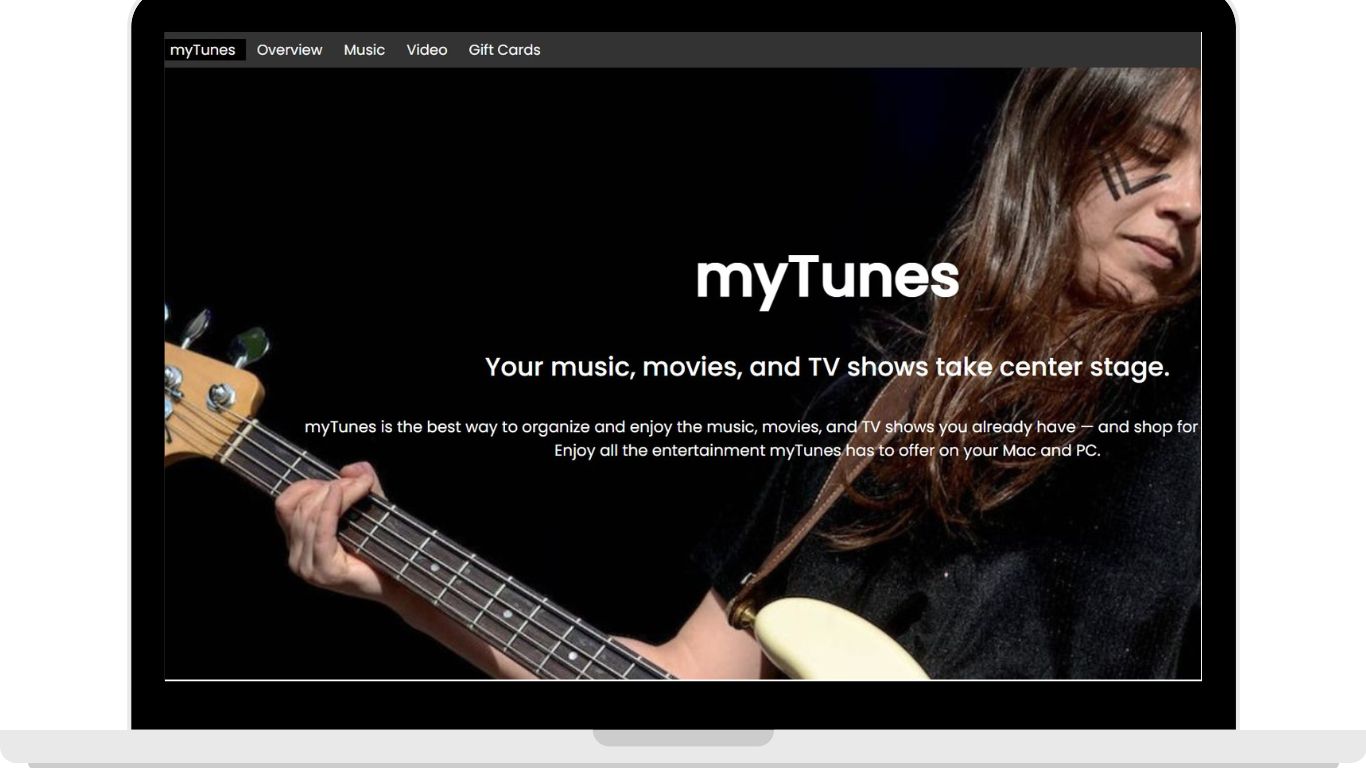 myTunes Overview Music Video Gift Cards
myTunes
Your music, movies, and TV shows take center stage.
myTunes is the best way to organize and enjoy the music, movies, and TV shows you already have — and shop for
Enjoy all the entertainment myTunes has to offer on your Mac and PC.